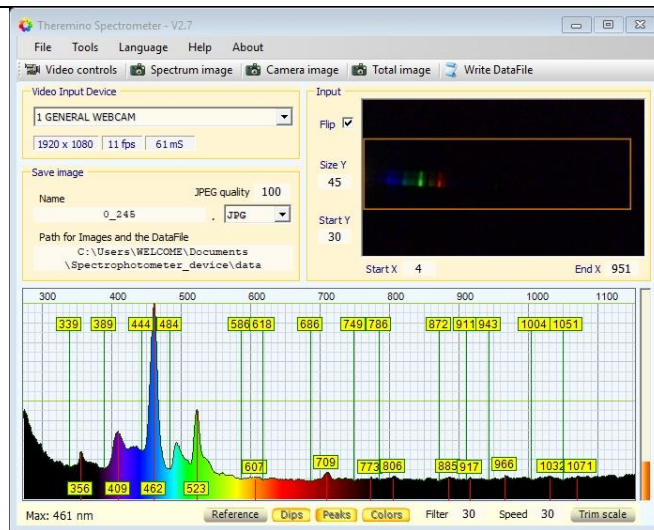 Theremino Spectrometer - V2.7
File Tools Language Help About
Video controls Spectrum image Camera image Total image Write DataFile
Video Input Device
1 GENERAL WEBCAM
1920 x 1080 11 fps 61 mS
Save image
Name JPEG quality 100
0_245 . JPG
Path for Images and the DataFile
C:\Users\WELCOME\Documents
\Spectrophotometer_device\data
Input
Flip
Size Y
45
Start Y
30
Start X 4 End X 951
300 400 500 600 700 800 900 1000 1100
339 389 444 484 586 618 686 749 786 872 911 943 1004 1051
607 709 773 806 885 917 966 1032 1071
356 409 462 523
Max: 461 nm Reference Dips Peaks Colors Filter 30 Speed 30 Trim scale